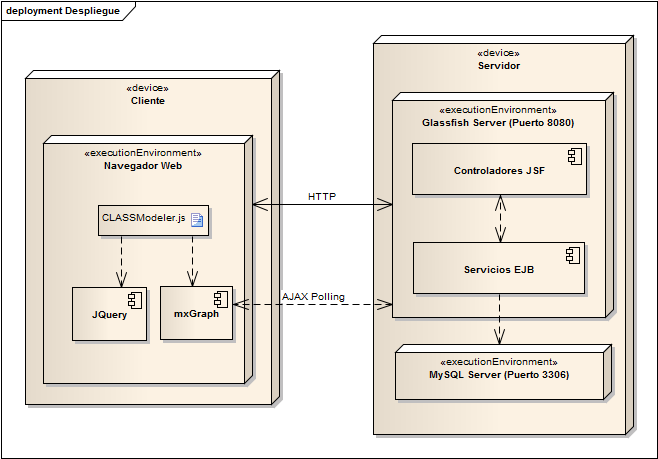 deployment Despliegue
«device»
Cliente
«executionEnvironment»
Navegador Web
CLASSModeler.js
JQuery
mxGraph
HTTP
AJAX Polling
«device»
Servidor
«executionEnvironment»
Glassfish Server (Puerto 8080)
Controladores JSF
Servicios EJB
«executionEnvironment»
MySQL Server (Puerto 3306)